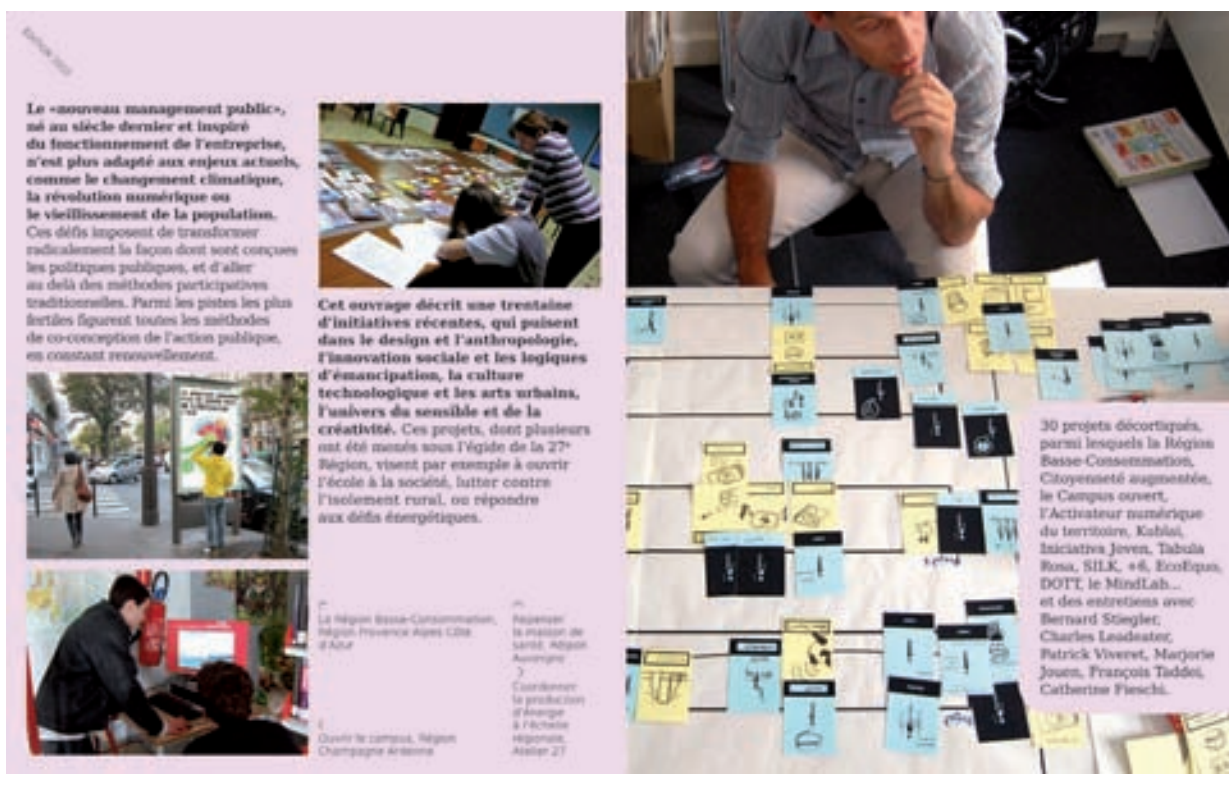 Le «nouveau management public»,
né au siècle dernier et inspiré
du fonctionnement de l'entreprise,
n'est plus adapté aux enjeux actuels,
comme le changement climatique,
la révolution numérique ou
le vieillissement de la population.
Ces défis imposent de transformer
radicalement la façon dont sont conçues
les politiques publiques, et d'aller
au delà des méthodes participatives
traditionnelles. Parmi les pistes les plus
fertiles figurent toutes les méthodes
de co-conception de l'action publique,
en constant renouvellement.
Cet ouvrage décrit une trentaine
d'initiatives récentes, qui puisent
dans le design et l'anthropologie,
l'innovation sociale et les logiques
d'émancipation, la culture
technologique et les arts urbains,
l'univers du sensible et de la
créativité. Ces projets, dont plusieurs
ont été menés sous l'égide de la 27e
Région, visent par exemple à ouvrir
l'école à la société, lutter contre
l'isolement rural, ou répondre
aux défis énergétiques.
La Région Basse-Consommation,
Région Provence Alpes Côte
d'Azur
Ouvrir le campus, Région
Champagne Ardenne
Repenser
la maison de
santé, Région
Auvergne
Coordonner
la production
d'énergie
à l'échelle
régionale,
Atelier 27
30 projets décortiqués,
parmi lesquels la Région
Basse-Consommation,
Citoyenneté augmentée,
le Campus ouvert,
l'Activateur numérique
du territoire, Kublai,
Iniciativa Joven, Tabula
Rosa, SILK, +6, EcoEquo,
DOTT, le MindLab...
et des entretiens avec
Bernard Stiegler,
Charles Leadeater,
Patrick Viveret, Marjorie
Jouen, François Taddei,
Catherine Fieschi.